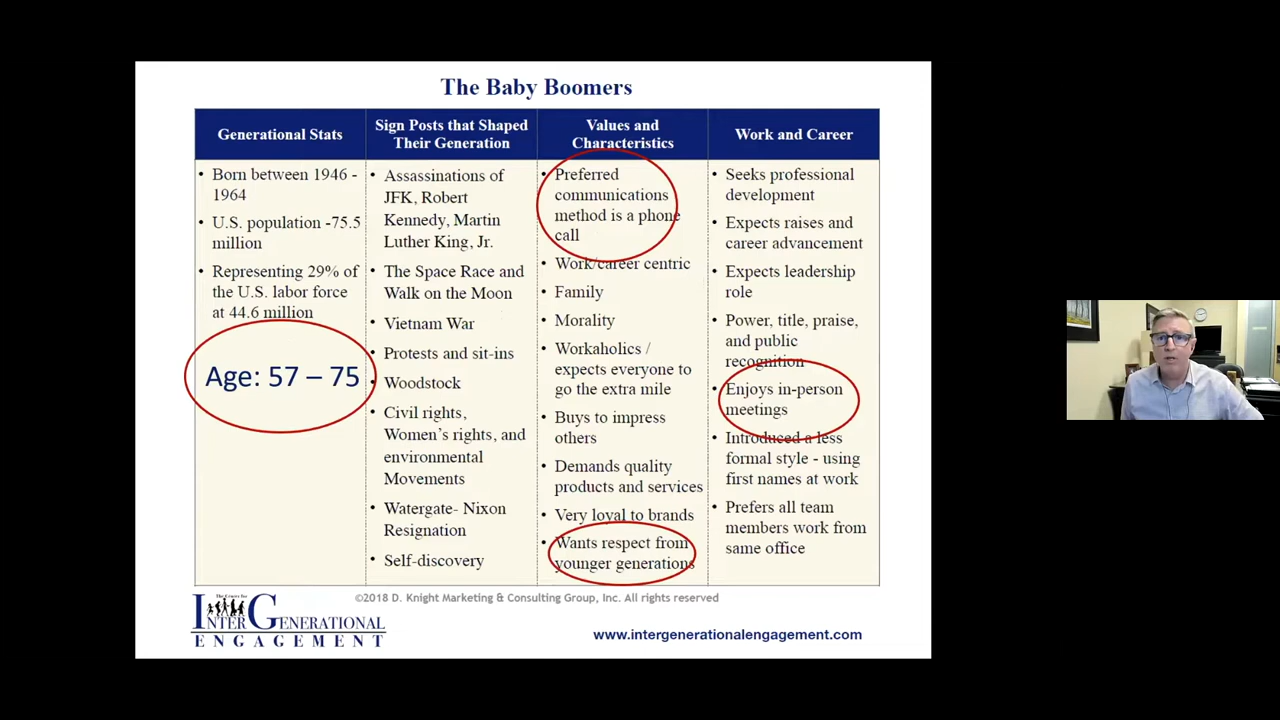 The Baby Boomers
Generational Stats
• Born between 1946 -
1964
• U.S. population -75.5
million
• Representing 29% of
the U.S. labor force
at 44.6 million
Age: 57 – 75
Sign Posts that Shaped
Their Generation
• Assassinations of
JFK, Robert
Kennedy, Martin
Luther King, Jr.
• The Space Race and
Walk on the Moon
• Vietnam War
• Protests and sit-ins
• Woodstock
• Civil rights,
Women's rights, and
environmental
Movements
• Watergate- Nixon
Resignation
• Self-discovery
Values and
Characteristics
• Preferred
communications
method is a phone
call
• Work/career centric
• Family
• Morality
• Workaholics /
expects everyone to
go the extra mile
• Buys to impress
others
• Demands quality
products and services
• Very loyal to brands
• Wants respect from
younger generations
Work and Career
• Seeks professional
development
• Expects raises and
career advancement
• Expects leadership
role
• Power, title, praise,
and public
recognition
• Enjoys in-person
meetings
• Introduced a less
formal style - using
first names at work
• Prefers all team
members work from
same office
©2018 D. Knight Marketing & Consulting Group, Inc. All rights reserved
The Center for
INTERGENERATIONAL
ENGAGEMENT
www.intergenerationalengagement.com